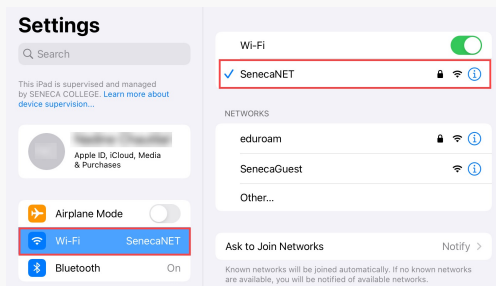 Settings
Search
This iPad is supervised and managed
by SENECA COLLEGE. Learn more about
device supervision...
Apple ID, iCloud, Media
& Purchases
Airplane Mode
Wi-Fi SenecaNET
Bluetooth On
Wi-Fi
SenecaNET
NETWORKS
eduroam
SenecaGuest
Other...
Ask to Join Networks Notify >
Known networks will be joined automatically. If no known networks
are available, you will be notified of available networks.